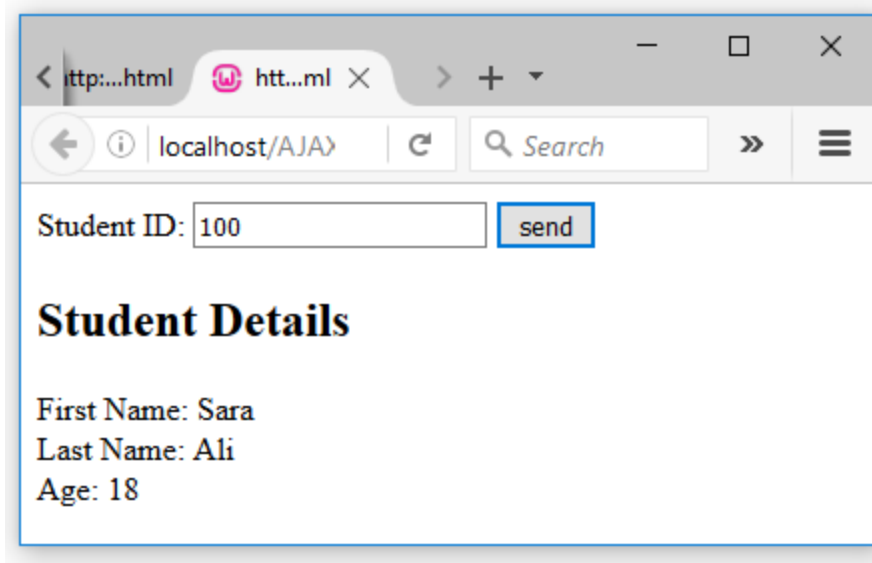 ttp:...html htt...ml
localhost/AJAX Search
Student ID: 100 send
Student Details
First Name: Sara
Last Name: Ali
Age: 18